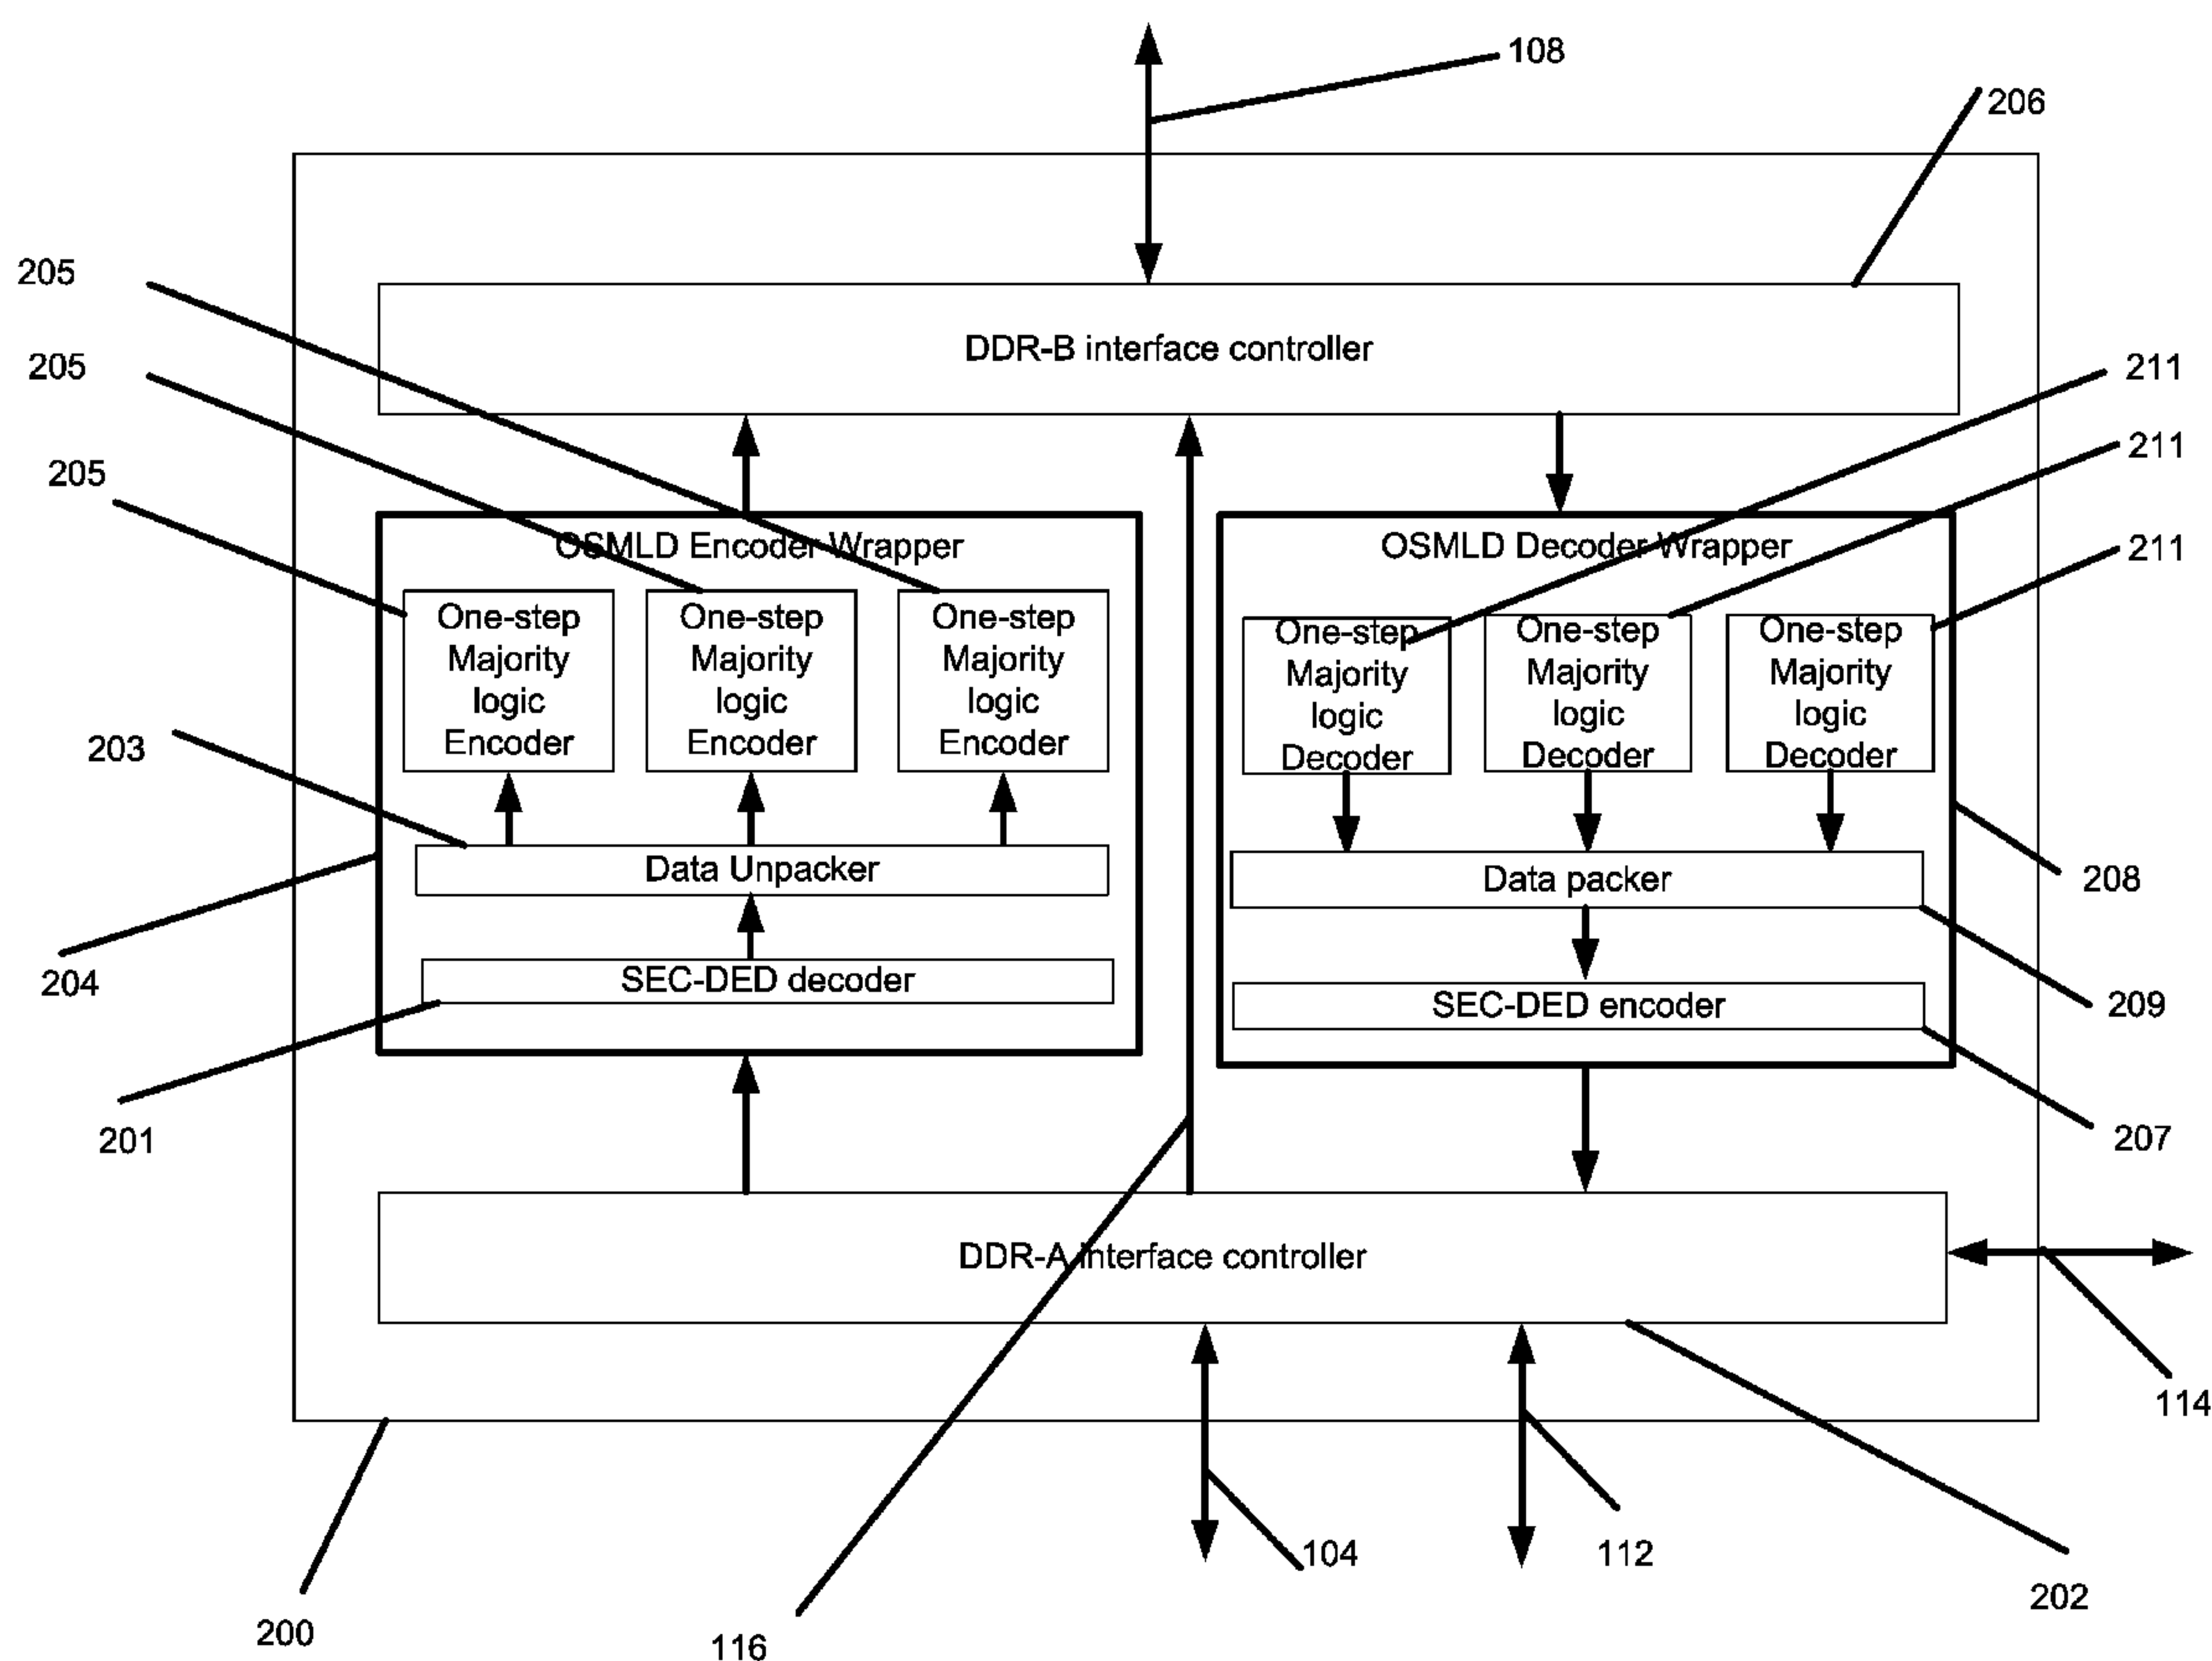 108
206
205
DDR-B interface controller
205
211
211
205
OSMLD Encoder Wrapper
OSMLD Decoder Wrapper
211
One-step
Majority
logic
Encoder
One-step
Majority
logic
Encoder
One-step
Majority
logic
Encoder
One-step
Majority
logic
Decoder
One-step
Majority
logic
Decoder
One-step
Majority
logic
Decoder
203
Data Unpacker
Data packer
208
204
SEC-DED decoder
SEC-DED encoder
209
201
207
DDR-A interface controller
114
104
112
202
200
116